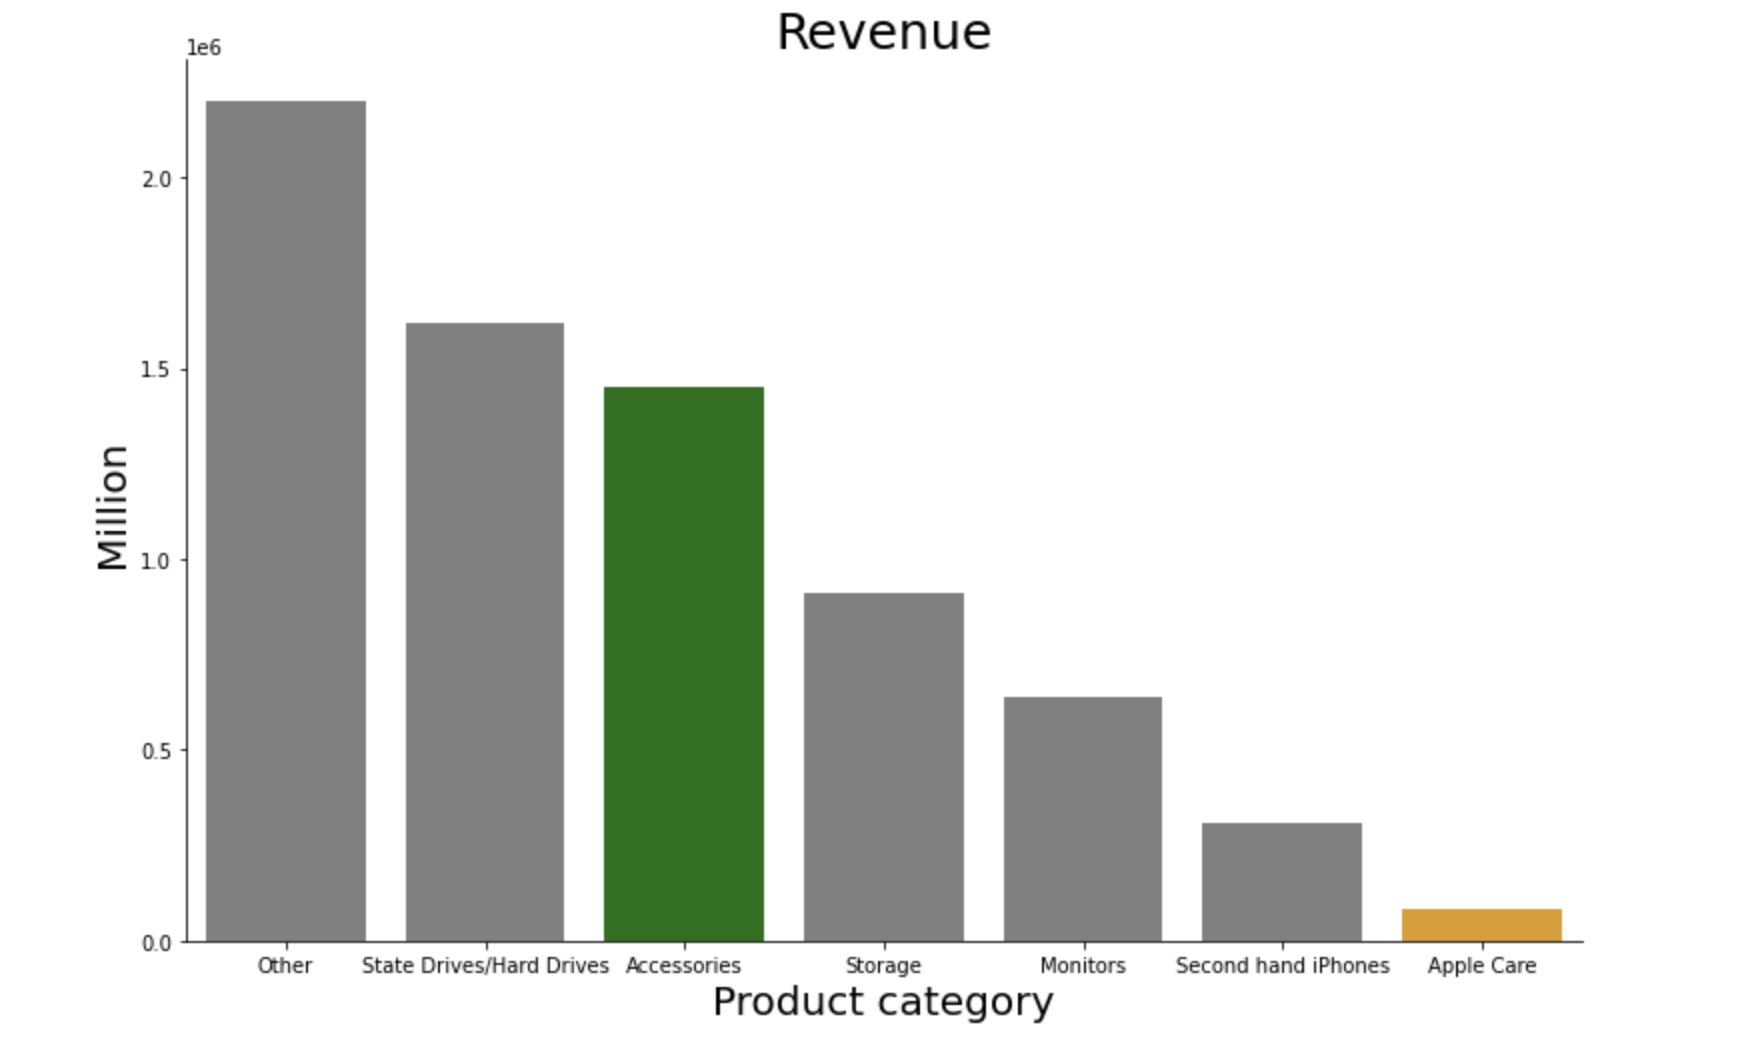 Revenue
1e6
2.0
1.5
1.0
0.5
0.0
Million
Other State Drives/Hard Drives Accessories Storage Monitors Second hand iPhones Apple Care
Product category